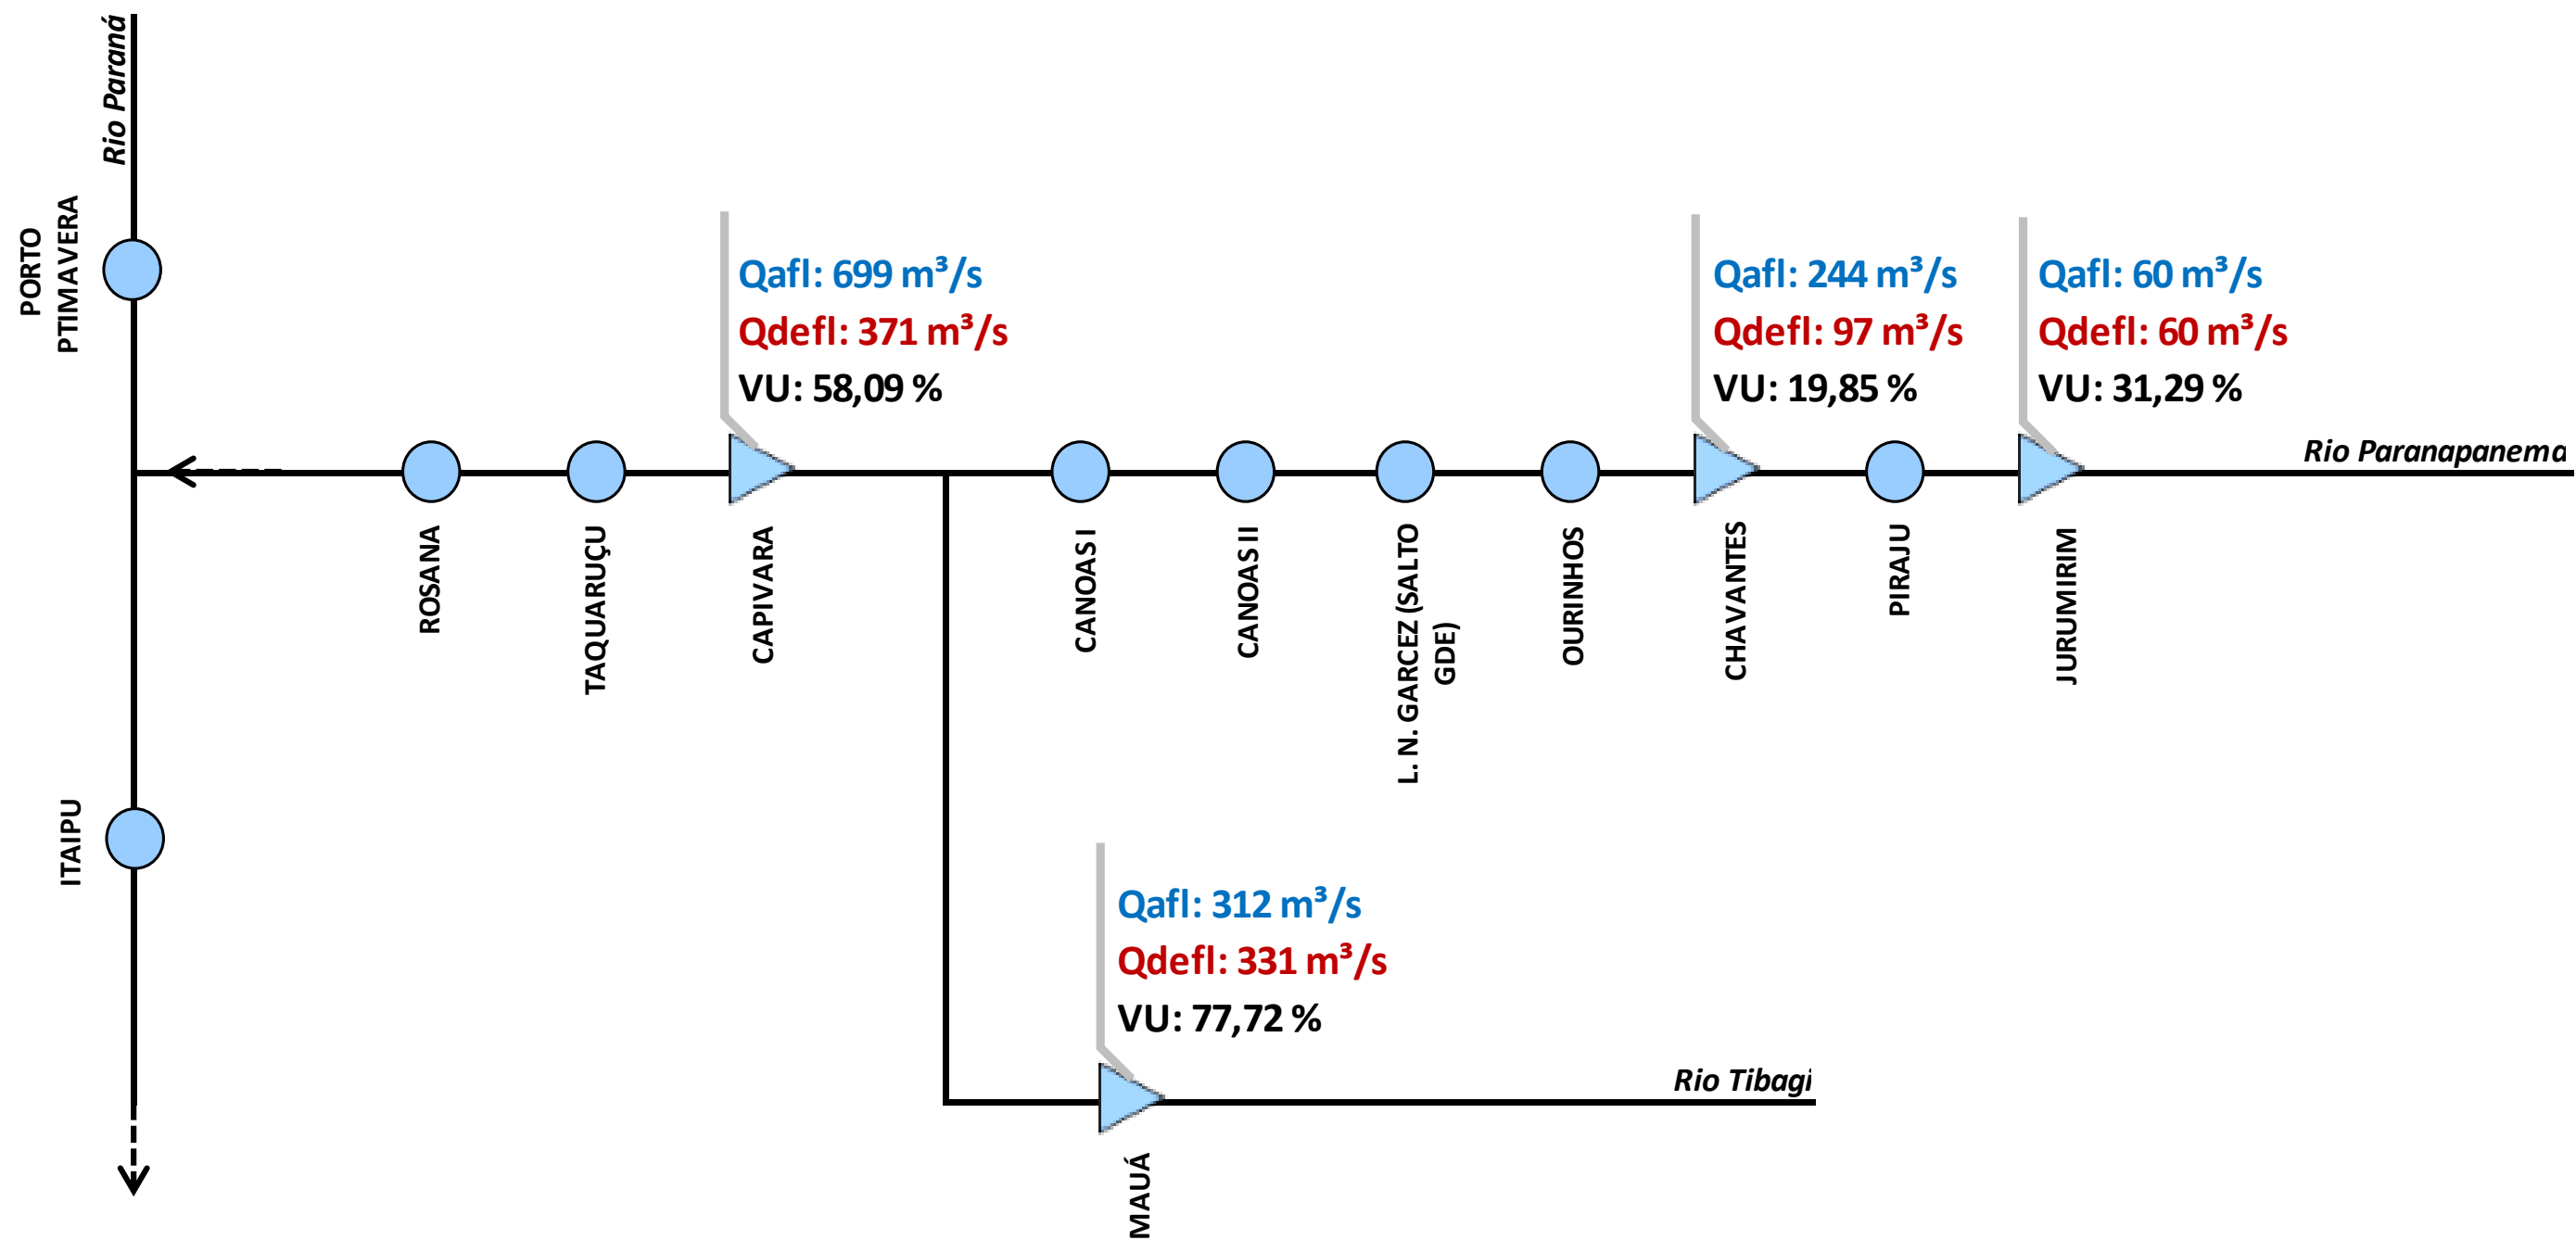 Rio Paraná
PORTO
PTIMAVERA
Qafl: 699 m³/s
Qdefl: 371 m³/s
VU: 58,09 %
Qafl: 244 m³/s
Qdefl: 97 m³/s
VU: 19,85 %
Qafl: 60 m³/s
Qdefl: 60 m³/s
VU: 31,29 %
Rio Paranapanema
ROSANA
TAQUARUÇU
CAPIVARA
CANOAS I
CANOAS II
L. N. GARCEZ (SALTO
GDE)
OURINHOS
CHAVANTES
PIRAJU
JURUMIRIM
ITAIPU
Qafl: 312 m³/s
Qdefl: 331 m³/s
VU: 77,72 %
Rio Tibagi
MAUÁ